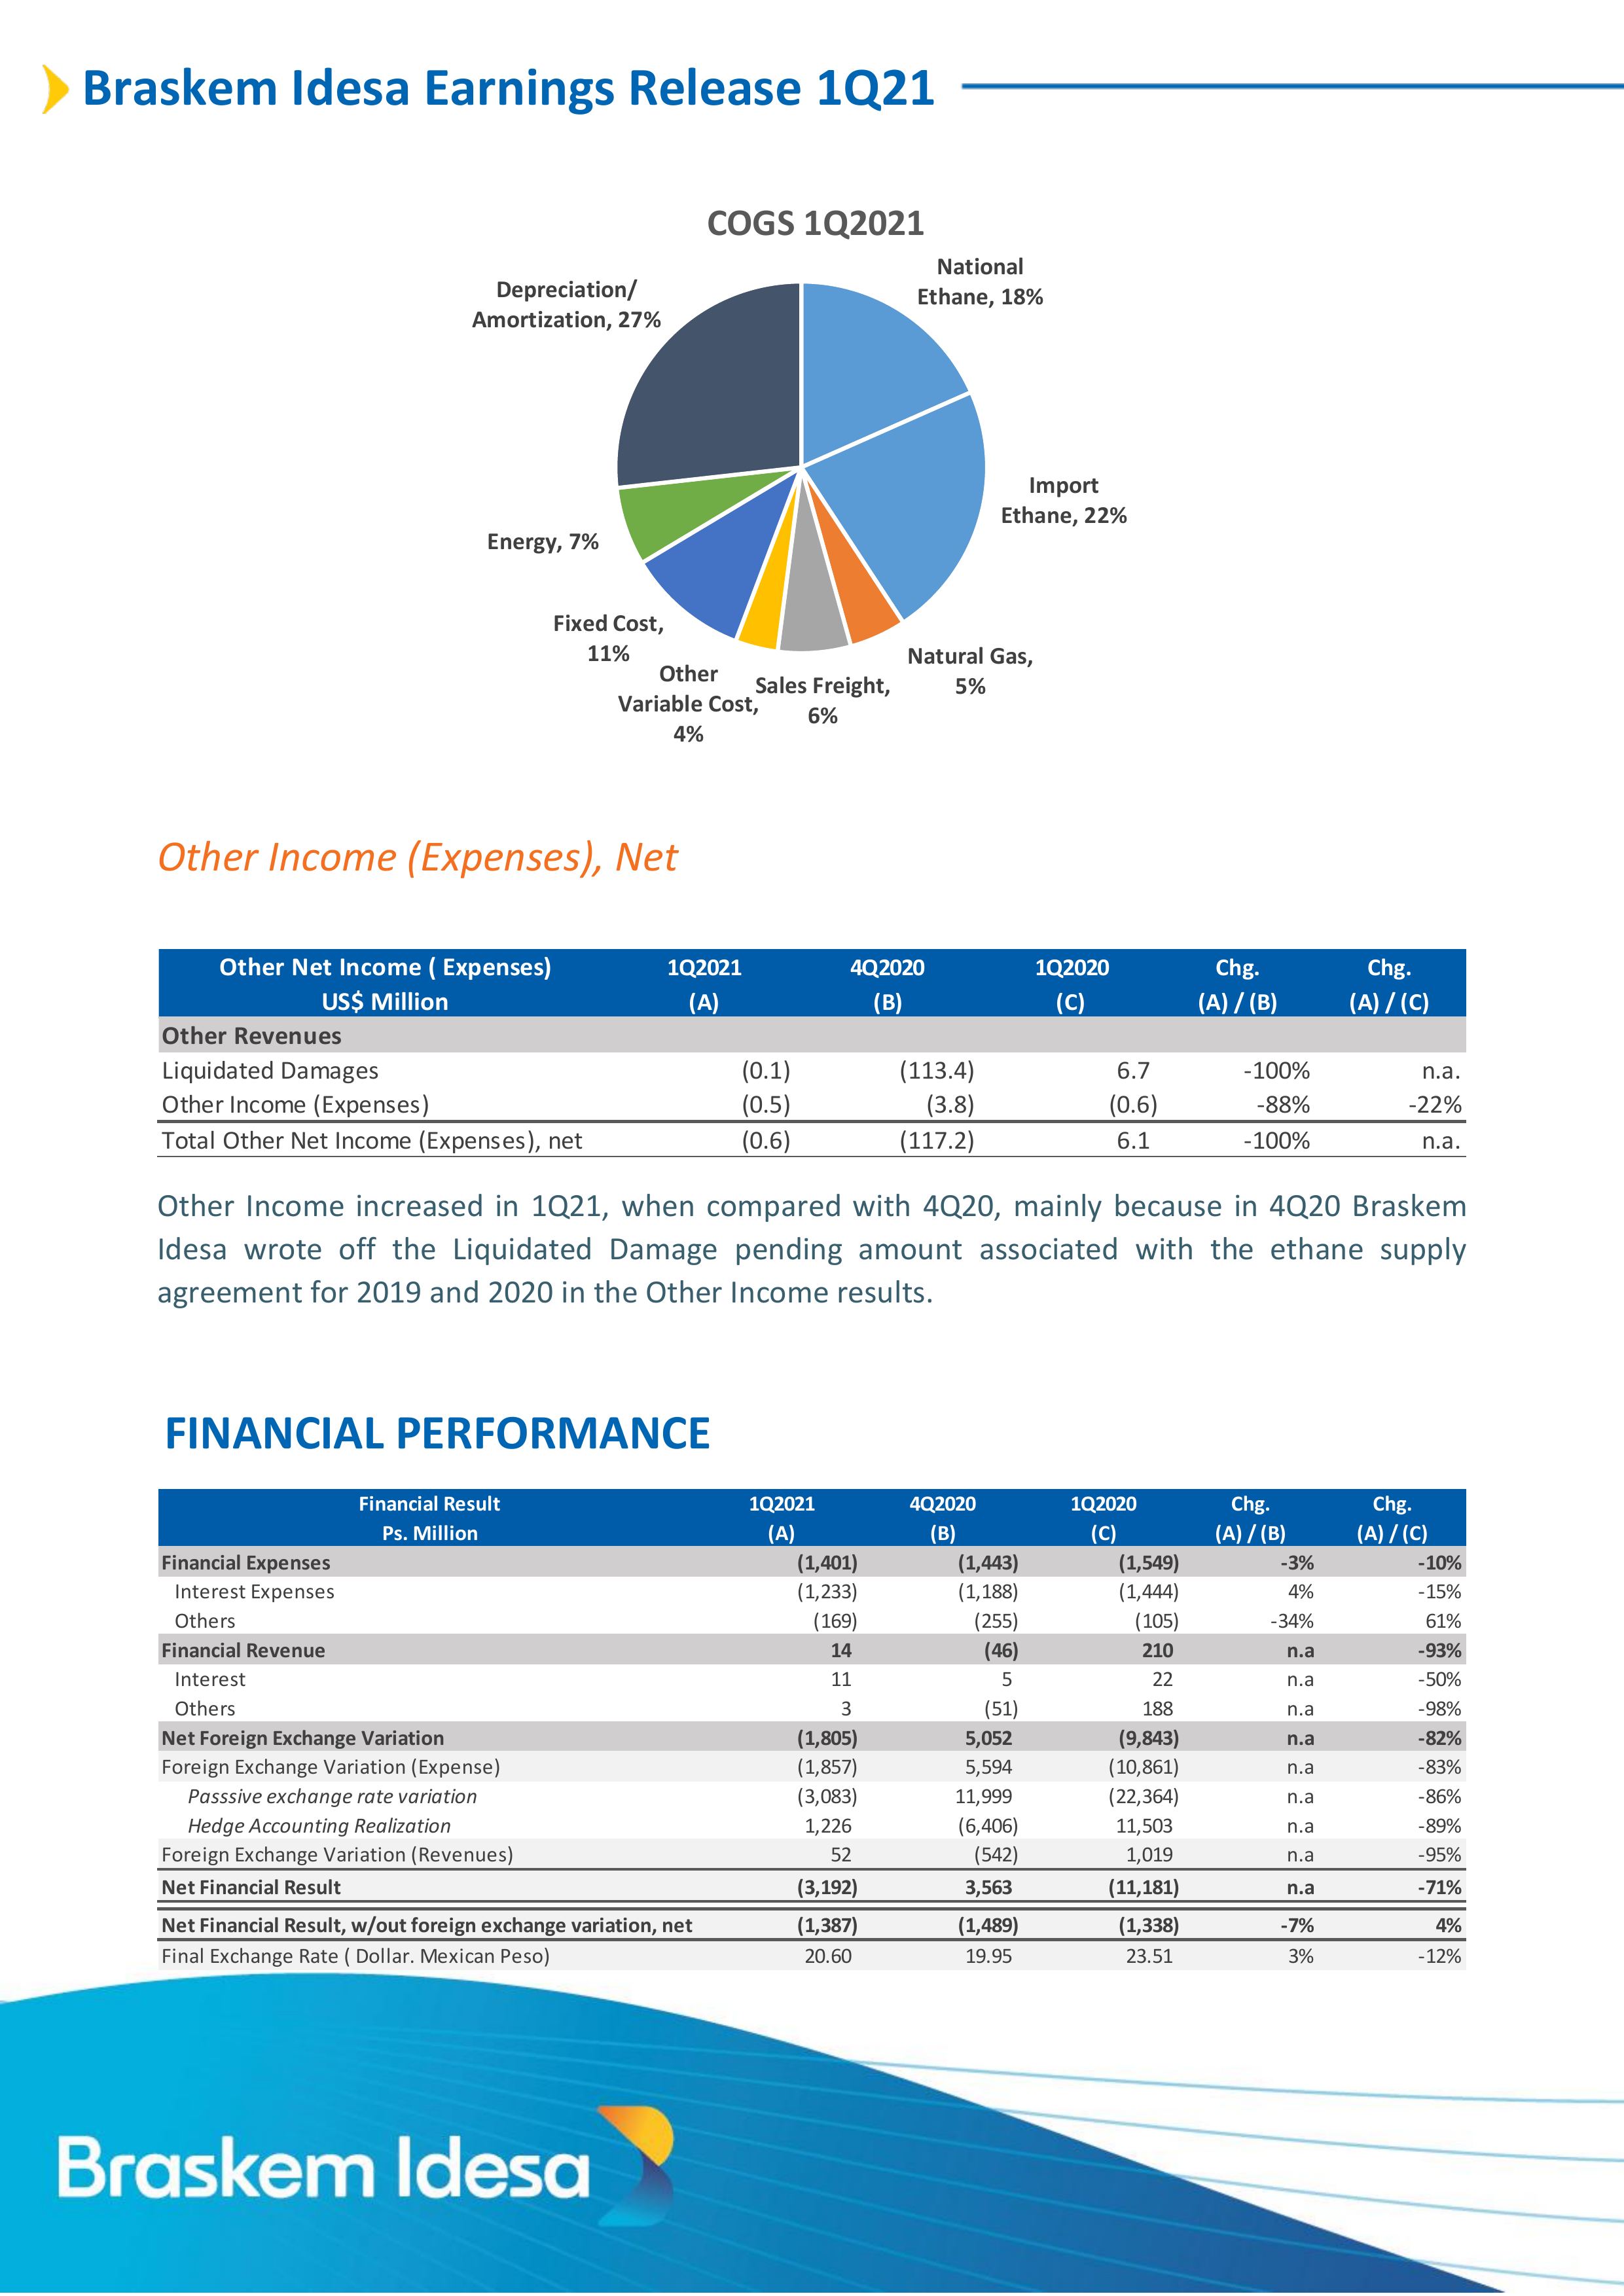 Braskem Idesa Earnings Release 1Q21
COGS 1Q2021
National
Ethane, 18%
Depreciation/
Amortization, 27%
Import
Ethane, 22%
Energy, 7%
Fixed Cost,
11%
Natural Gas,
5%
Other
Variable Cost,
4%
Sales Freight,
6%
Other Income (Expenses), Net
Other Net Income ( Expenses) 1Q2021 4Q2020 1Q2020 Chg. Chg.
US$ Million (A) (B) (C) (A) / (B) (A) / (C)
Other Revenues
Liquidated Damages (0.1) (113.4) 6.7 -100% n.a.
Other Income (Expenses) (0.5) (3.8) (0.6) -88% -22%
Total Other Net Income (Expenses), net (0.6) (117.2) 6.1 -100% n.a.
Other Income increased in 1Q21, when compared with 4Q20, mainly because in 4Q20 Braskem
Idesa wrote off the Liquidated Damage pending amount associated with the ethane supply
agreement for 2019 and 2020 in the Other Income results.
FINANCIAL PERFORMANCE
Financial Result 1Q2021 4Q2020 1Q2020 Chg. Chg.
Ps. Million (A) (B) (C) (A) / (B) (A) / (C)
Financial Expenses (1,401) (1,443) (1,549) -3% -10%
Interest Expenses (1,233) (1,188) (1,444) 4% -15%
Others (169) (255) (105) -34% 61%
Financial Revenue 14 (46) 210 n.a -93%
Interest 11 5 22 n.a -50%
Others 3 (51) 188 n.a -98%
Net Foreign Exchange Variation (1,805) 5,052 (9,843) n.a -82%
Foreign Exchange Variation (Expense) (1,857) 5,594 (10,861) n.a -83%
Passsive exchange rate variation (3,083) 11,999 (22,364) n.a -86%
Hedge Accounting Realization 1,226 (6,406) 11,503 n.a -89%
Foreign Exchange Variation (Revenues) 52 (542) 1,019 n.a -95%
Net Financial Result (3,192) 3,563 (11,181) n.a -71%
Net Financial Result, w/out foreign exchange variation, net (1,387) (1,489) (1,338) -7% 4%
Final Exchange Rate ( Dollar. Mexican Peso) 20.60 19.95 23.51 3% -12%
Braskem Idesa